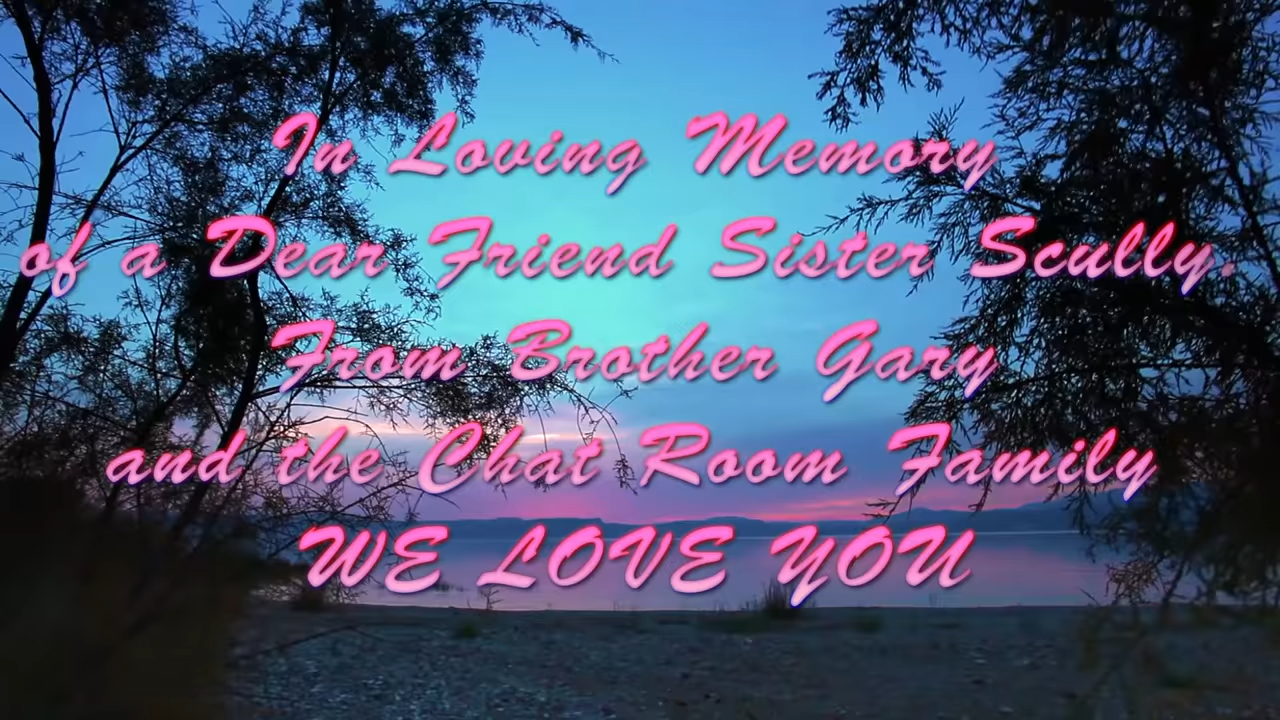 In Loving Memory
of a Dear Friend Sister Scully.
From Brother Gary
and the Chat Room Family
WE LOVE YOU